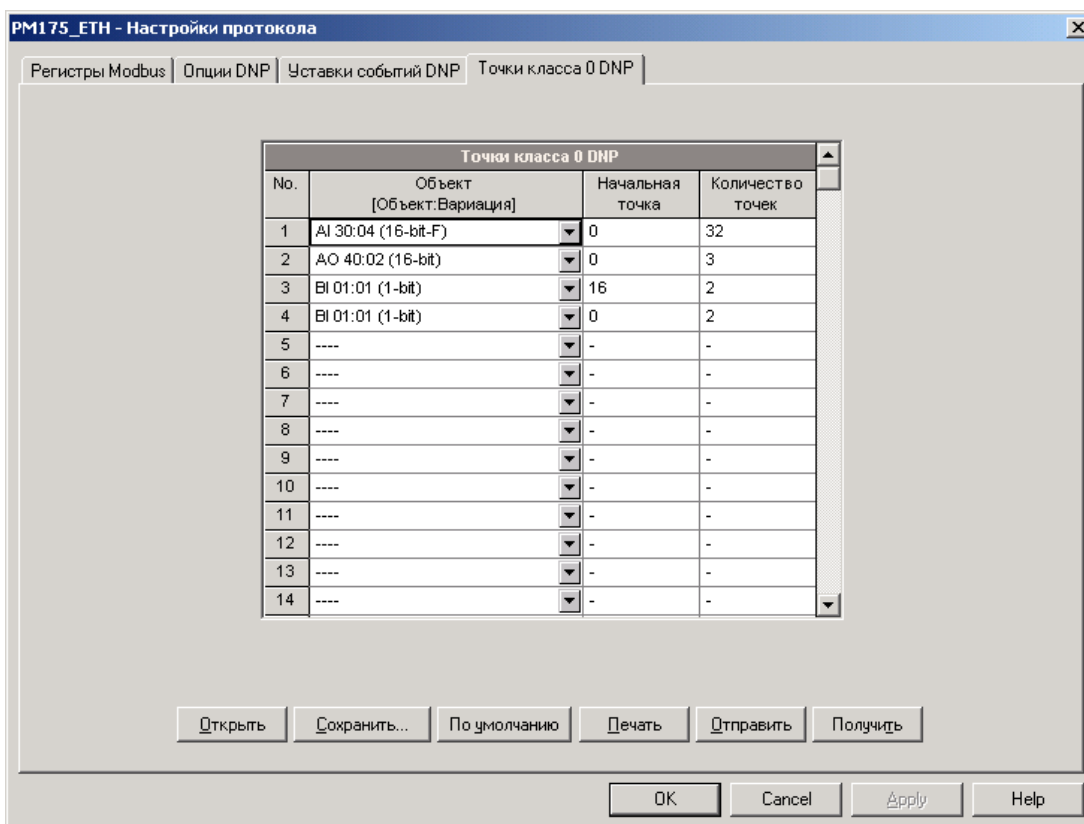 PM175_ETH - Настройки протокола
Регистры Modbus Опции DNP Уставки событий DNP Точки класса 0 DNP
Точки класса 0 DNP
No. Объект Начальная Количество
[Объект:Вариация] точка точек
1 AI 30:04 (16-bit-F) 0 32
2 AO 40:02 (16-bit) 0 3
3 BI 01:01 (1-bit) 16 2
4 BI 01:01 (1-bit) 0 2
5 ---- - -
6 ---- - -
7 ---- - -
8 ---- - -
9 ---- - -
10 ---- - -
11 ---- - -
12 ---- - -
13 ---- - -
14 ---- - -
Открыть Сохранить... По умолчанию Печать Отправить Получить
OK Cancel Apply Help